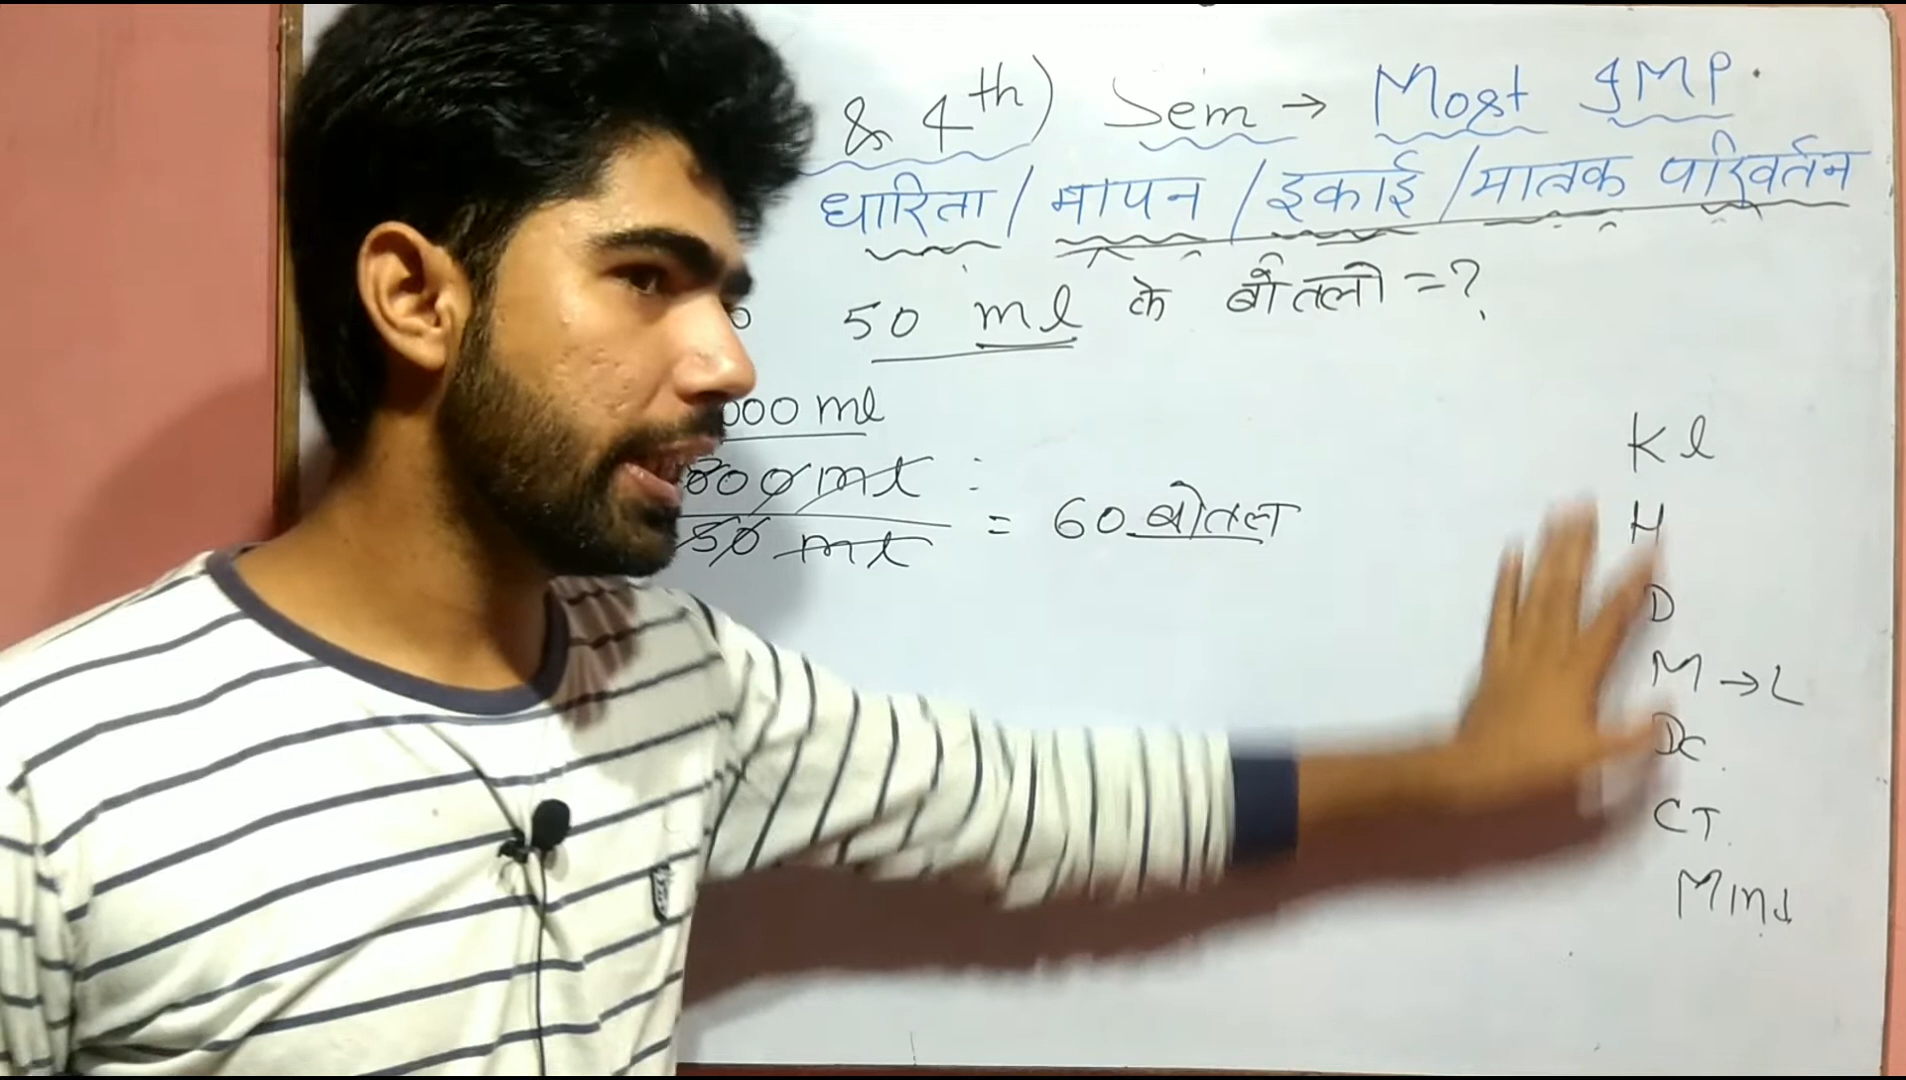 & 4th) Sem → Most IMP.
धारिता / मापन / इकाई / मात्रक परिवर्तन
50 ml के बोतलों = ?
000 ml
Kl
00 ml
50 ml = 60 बोतल
H
D
M → L
Dc
CT